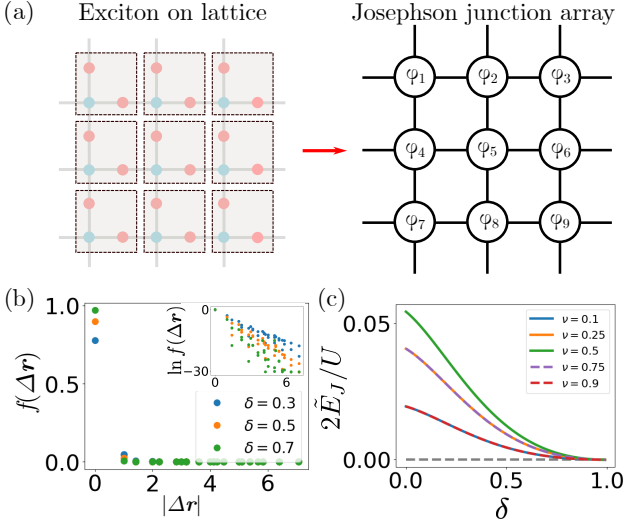 (a) Exciton on lattice Josephson junction array
φ₁ φ₂ φ₃
φ₄ φ₅ φ₆
φ₇ φ₈ φ₉
(b)
1.0
0.5
0.0
f(Δr)
0 2 4 6
|Δr|
0
−30
ln f(Δr)
0 6
δ = 0.3
δ = 0.5
δ = 0.7
(c)
0.05
0.00
2Ẽ_J/U
0.0 0.5 1.0
δ
ν = 0.1
ν = 0.25
ν = 0.5
ν = 0.75
ν = 0.9